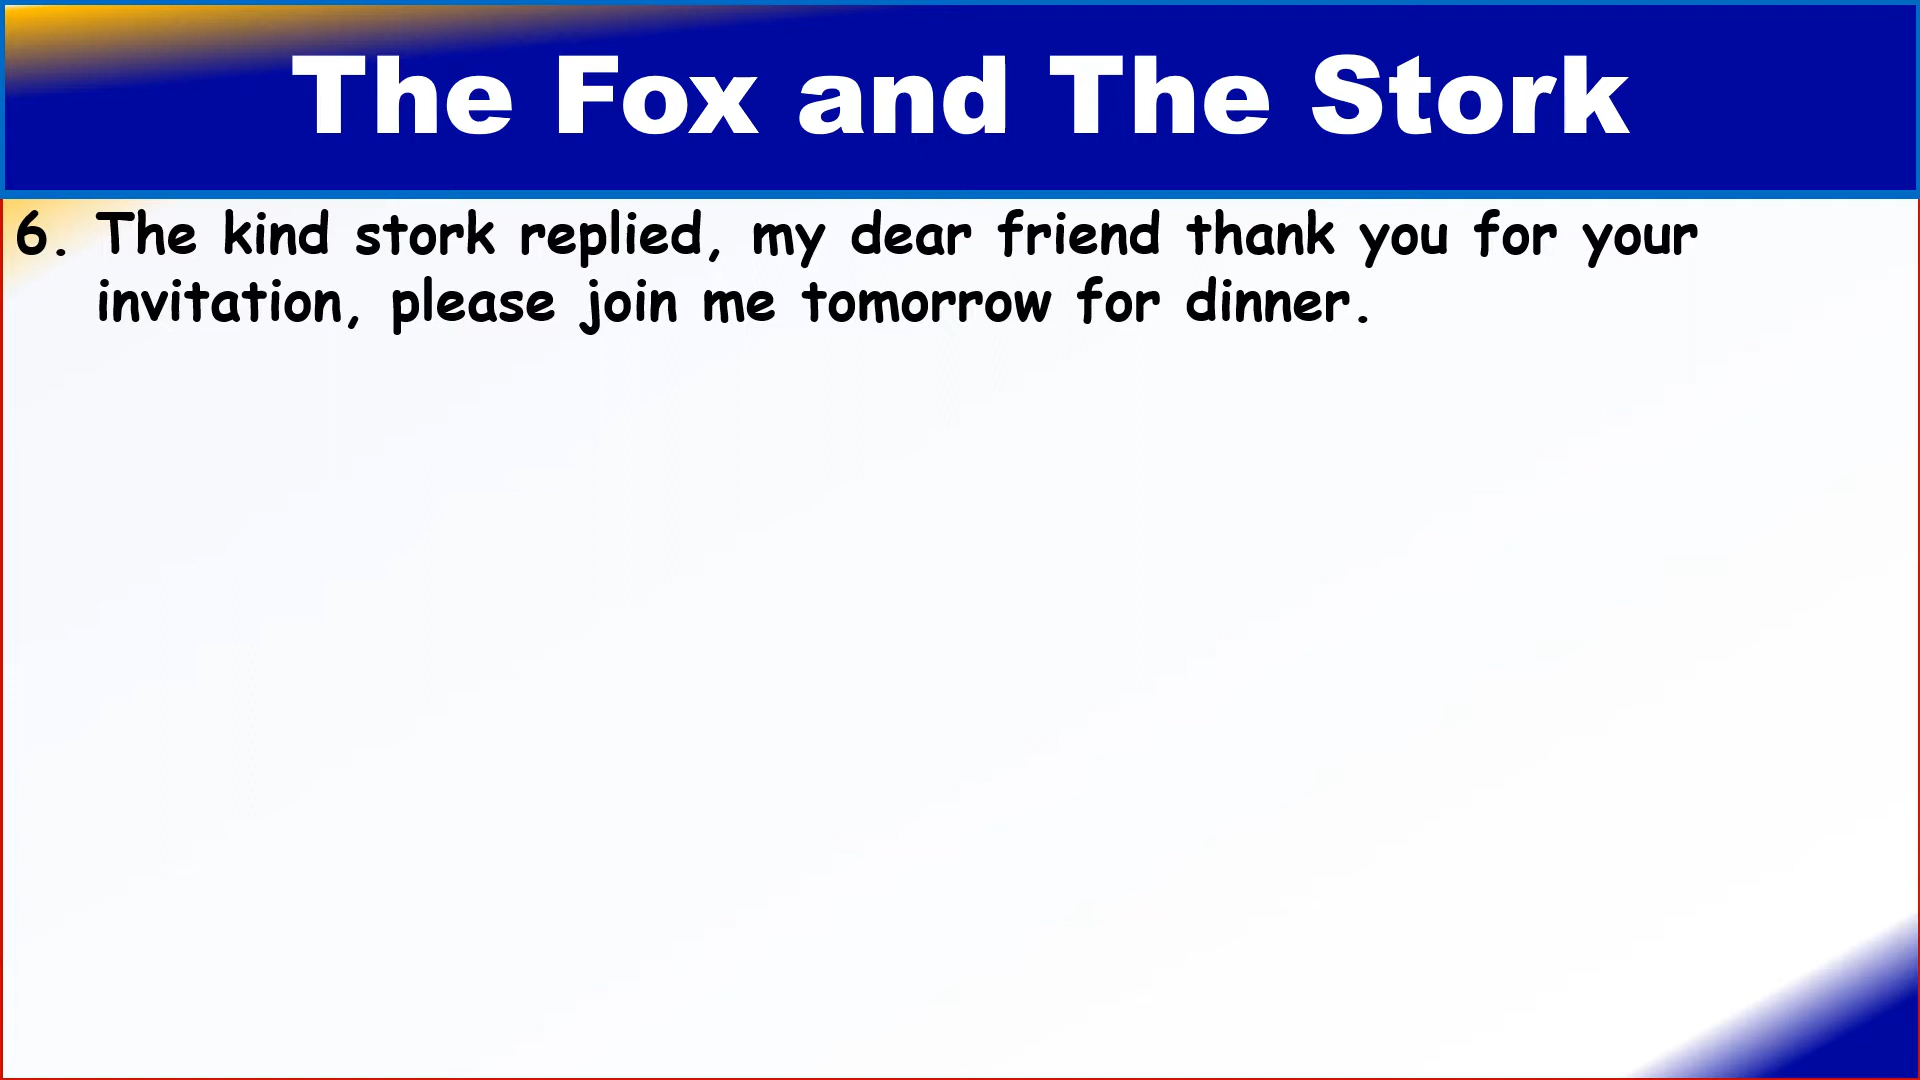 The Fox and The Stork
6. The kind stork replied, my dear friend thank you for your
invitation, please join me tomorrow for dinner.